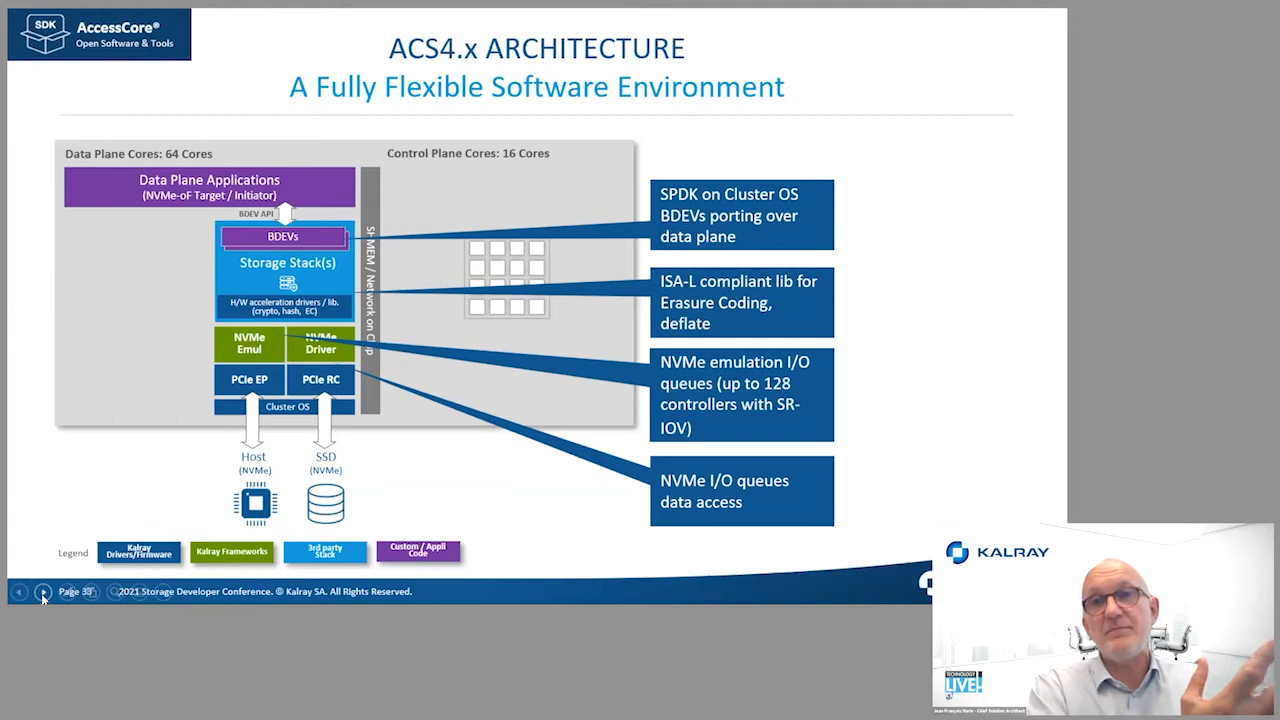 SDK
AccessCore®
Open Software & Tools
ACS4.x ARCHITECTURE
A Fully Flexible Software Environment
Data Plane Cores: 64 Cores
Control Plane Cores: 16 Cores
Data Plane Applications
(NVMe-oF Target / Initiator)
BDEV API
BDEVs
Storage Stack(s)
H/W acceleration drivers / lib.
(crypto, hash, EC)
NVMe
Emul
NVMe
Driver
PCIe EP
PCIe RC
Cluster OS
MEM / Network on Chip
Host
(NVMe)
SSD
(NVMe)
SPDK on Cluster OS
BDEVs porting over
data plane
ISA-L compliant lib for
Erasure Coding,
deflate
NVMe emulation I/O
queues (up to 128
controllers with SR-
IOV)
NVMe I/O queues
data access
Legend
Kalray
Drivers/Firmware
Kalray Frameworks
3rd party
Stack
Custom / Appli
Code
Page 33
2021 Storage Developer Conference. © Kalray SA. All Rights Reserved.
KALRAY
TECHNOLOGY
LIVE!
Jean-François Marie - Chief Solution Architect